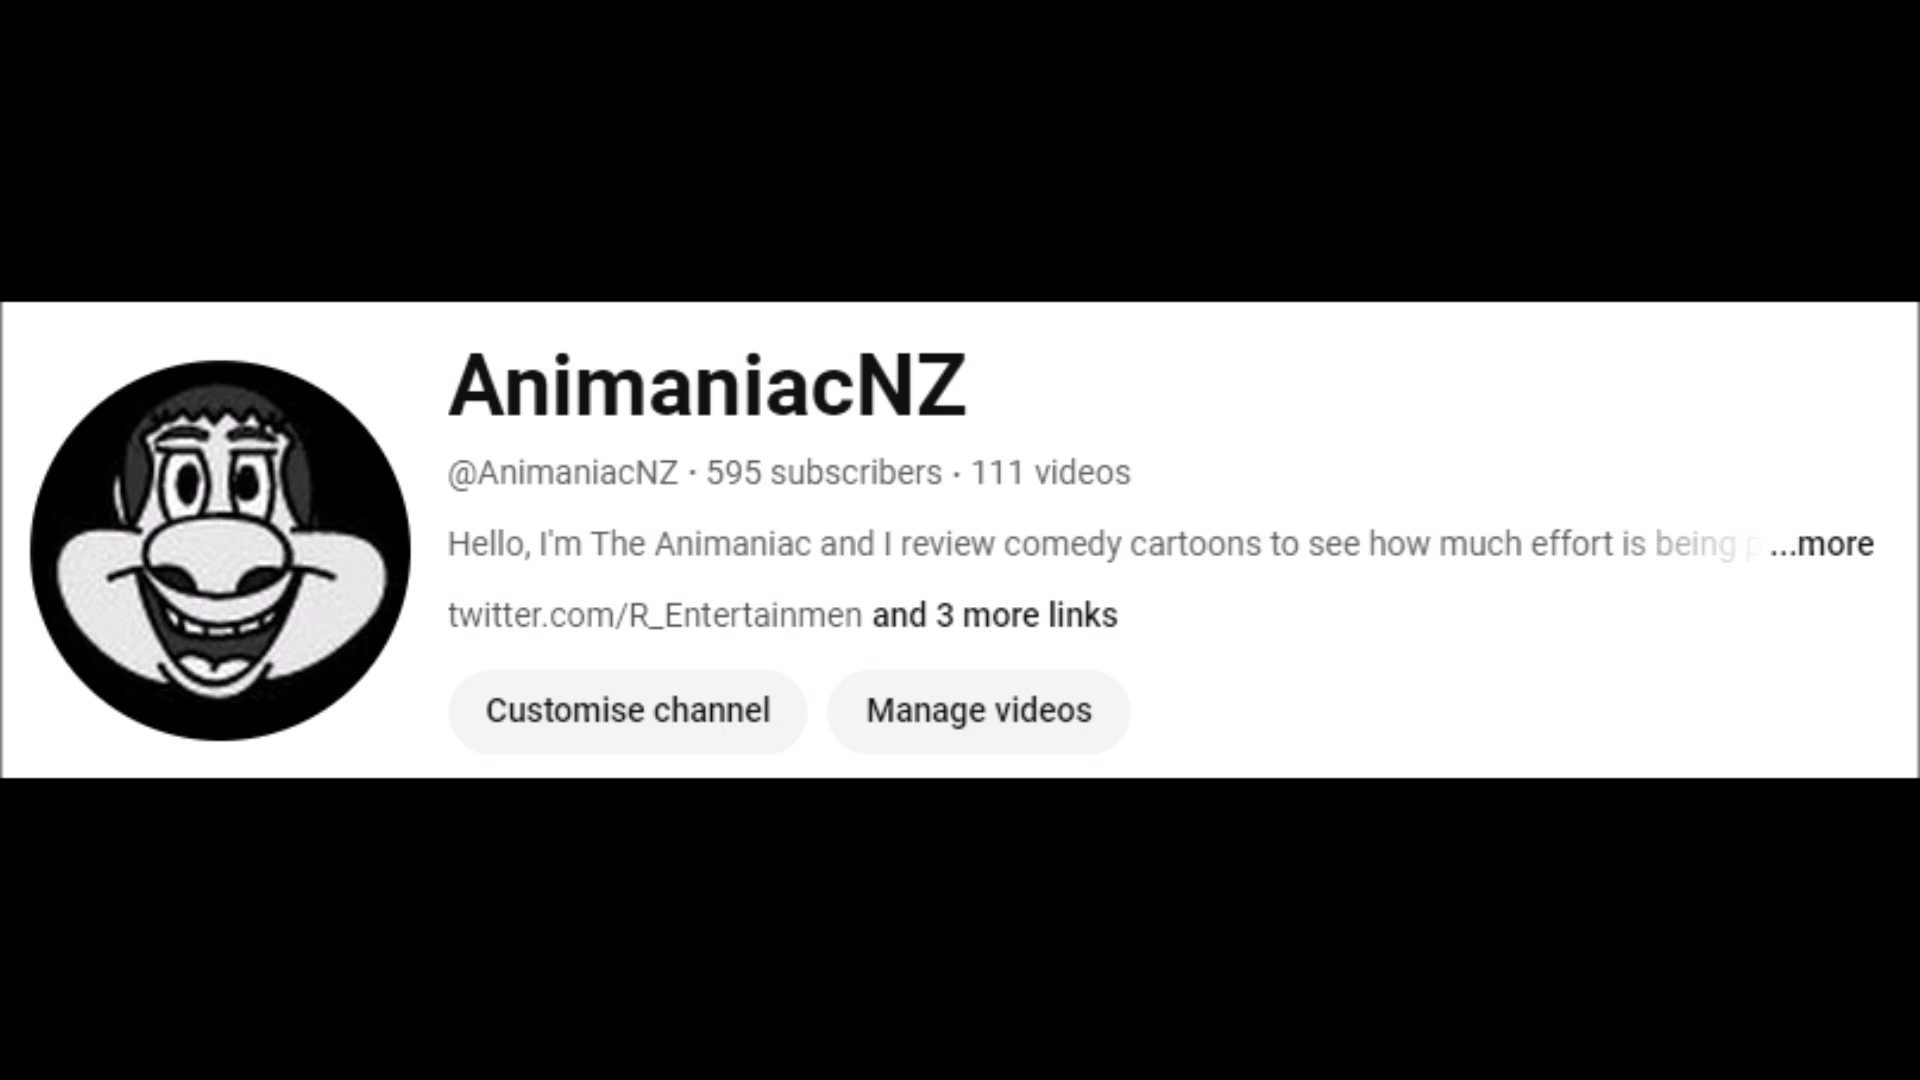 AnimaniacNZ
@AnimaniacNZ · 595 subscribers · 111 videos
Hello, I'm The Animaniac and I review comedy cartoons to see how much effort is being ...more
twitter.com/R_Entertainmen and 3 more links
Customise channel Manage videos